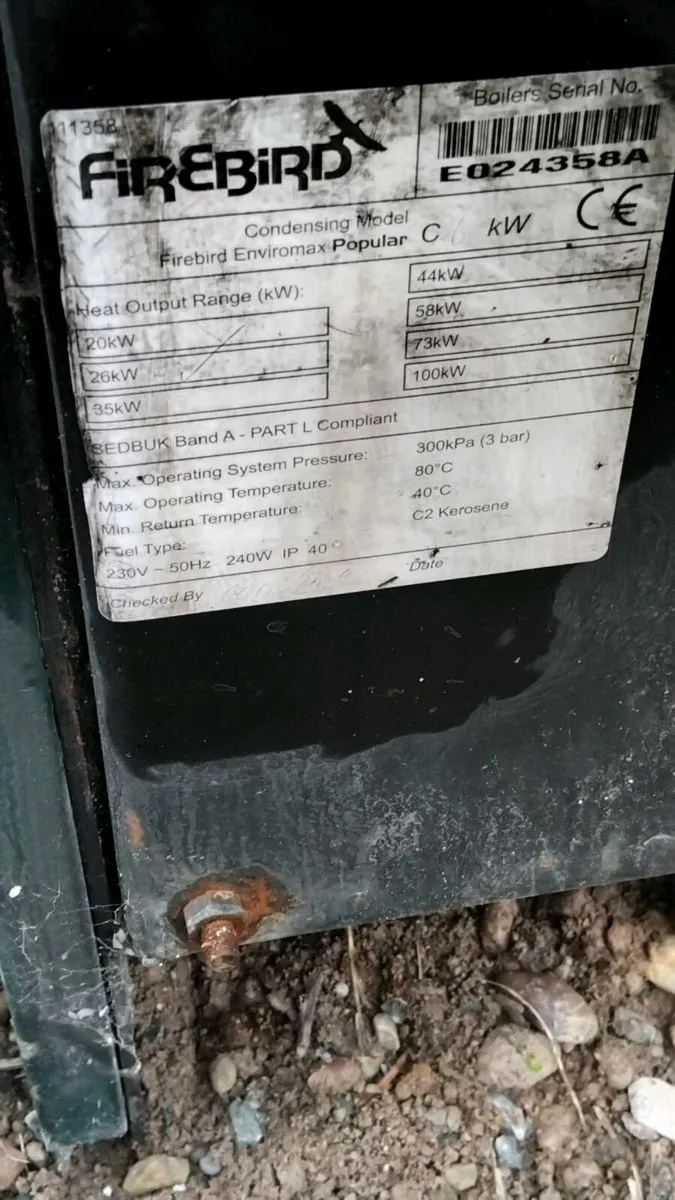 11358
FiREBiRD
Boilers Serial No.
E024358A
Condensing Model
Firebird Enviromax Popular C kW
CE
Heat Output Range (kW):
20kW
26kW
35kW
44kW
58kW
73kW
100kW
SEDBUK Band A - PART L Compliant
Max. Operating System Pressure: 300kPa (3 bar)
Max. Operating Temperature: 80°C
Min. Return Temperature: 40°C
Fuel Type: C2 Kerosene
230V ~ 50Hz 240W IP 40
Checked By
Date